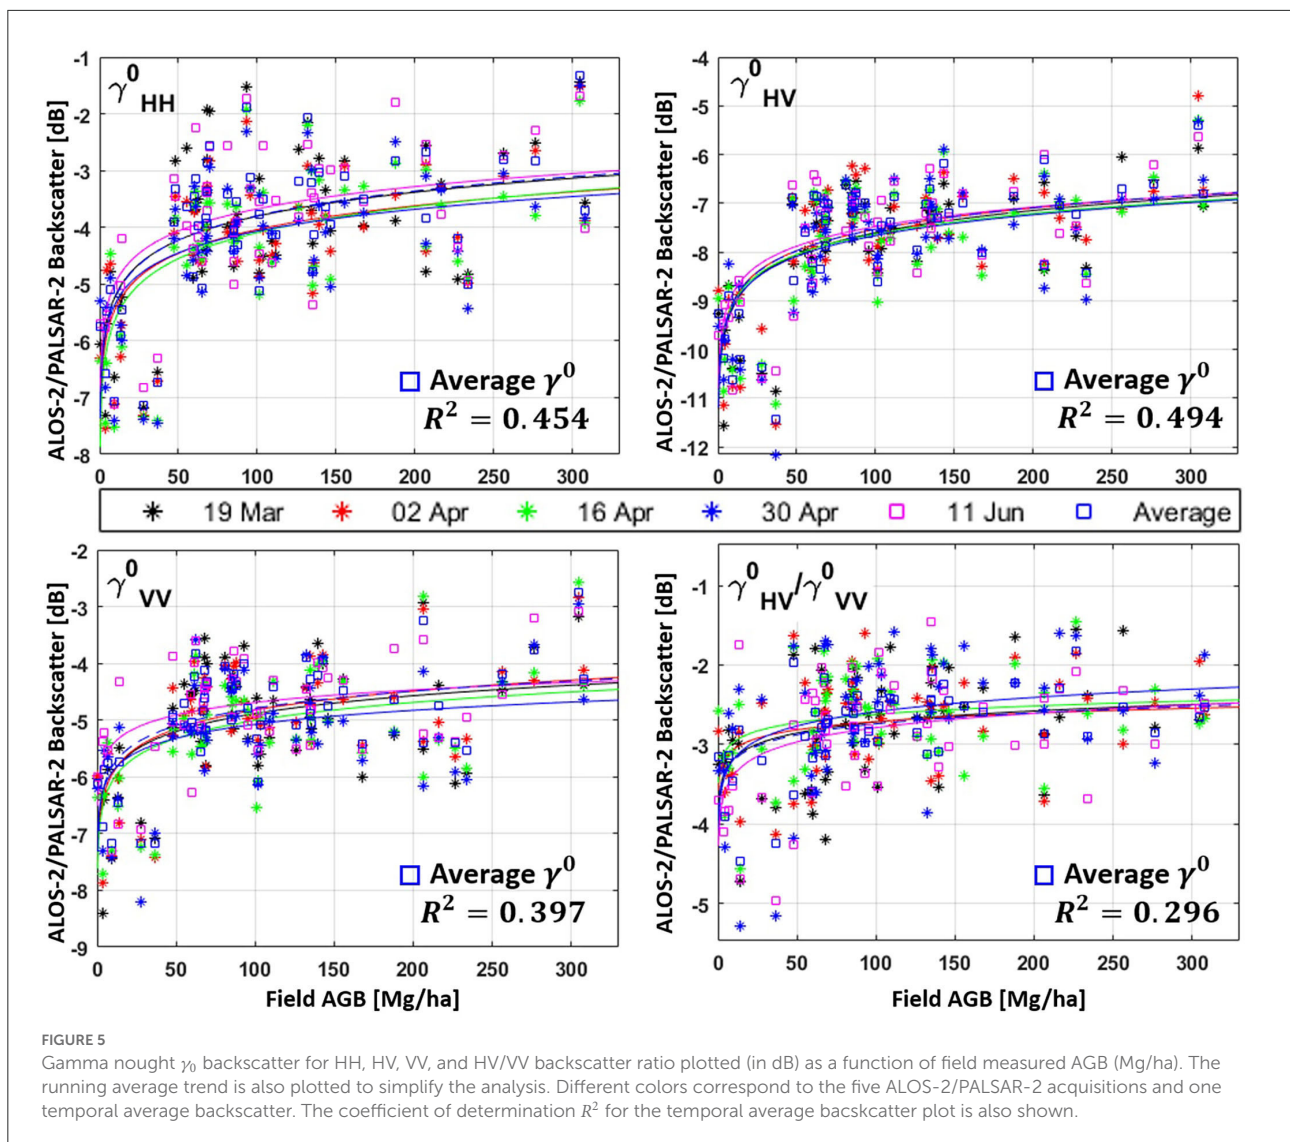 -1
-2
-3
-4
-5
-6
-7
-8
ALOS-2/PALSAR-2 Backscatter [dB]
γ⁰HH
Average γ⁰
R² = 0.454
0 50 100 150 200 250 300
-4
-5
-6
-7
-8
-9
-10
-11
-12
ALOS-2/PALSAR-2 Backscatter [dB]
γ⁰HV
Average γ⁰
R² = 0.494
0 50 100 150 200 250 300
19 Mar 02 Apr 16 Apr 30 Apr 11 Jun Average
-2
-3
-4
-5
-6
-7
-8
-9
ALOS-2/PALSAR-2 Backscatter [dB]
γ⁰VV
Average γ⁰
R² = 0.397
0 50 100 150 200 250 300
Field AGB [Mg/ha]
-1
-2
-3
-4
-5
ALOS-2/PALSAR-2 Backscatter [dB]
γ⁰HV/γ⁰VV
Average γ⁰
R² = 0.296
0 50 100 150 200 250 300
Field AGB [Mg/ha]
FIGURE 5
Gamma nought γ₀ backscatter for HH, HV, VV, and HV/VV backscatter ratio plotted (in dB) as a function of field measured AGB (Mg/ha). The
running average trend is also plotted to simplify the analysis. Different colors correspond to the five ALOS-2/PALSAR-2 acquisitions and one
temporal average backscatter. The coefficient of determination R² for the temporal average bacskcatter plot is also shown.